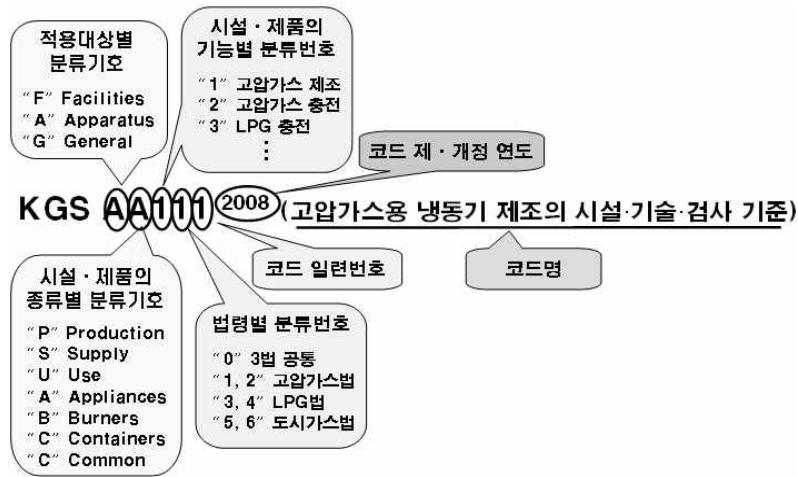 적용대상별
분류기호
“F” Facilities
“A” Apparatus
“G” General
시설ㆍ제품의
기능별 분류번호
“1” 고압가스 제조
“2” 고압가스 충전
“3” LPG 충전
⋮
코드 제ㆍ개정 연도
KGS AA111 2008 (고압가스용 냉동기 제조의 시설·기술·검사 기준)
시설ㆍ제품의
종류별 분류기호
“P” Production
“S” Supply
“U” Use
“A” Appliances
“B” Burners
“C” Containers
“C” Common
법령별 분류번호
“0” 3법 공통
“1, 2” 고압가스법
“3, 4” LPG법
“5, 6” 도시가스법
코드 일련번호
코드명